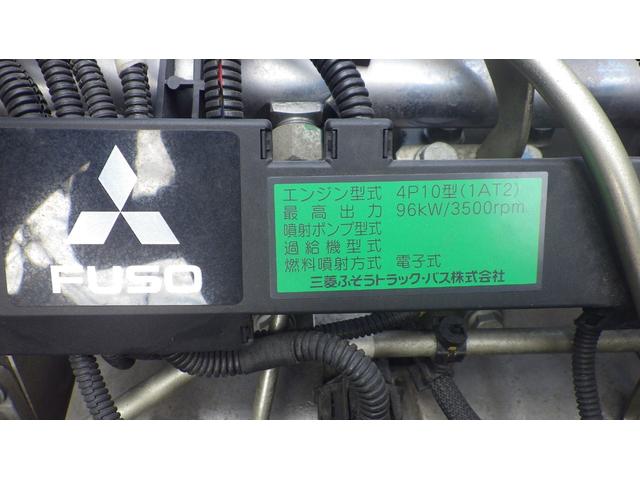 FUSO
エンジン型式 4P10型(1AT2)
最高出力 96kW/3500rpm
噴射ポンプ型式
過給機型式
燃料噴射方式 電子式
三菱ふそうトラック・バス株式会社